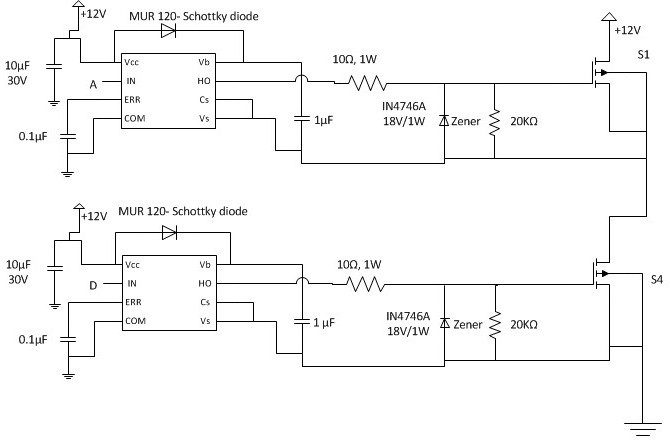 +12V
MUR 120- Schottky diode
+12V
10µF
30V
Vcc
Vb
10Ω, 1W
S1
A
IN
HO
IN4746A
18V/1W
Zener
20KΩ
ERR
Cs
1µF
0.1µF
COM
Vs
+12V
MUR 120- Schottky diode
10µF
30V
Vcc
Vb
10Ω, 1W
S4
D
IN
HO
IN4746A
18V/1W
Zener
20KΩ
ERR
Cs
1 µF
0.1µF
COM
Vs